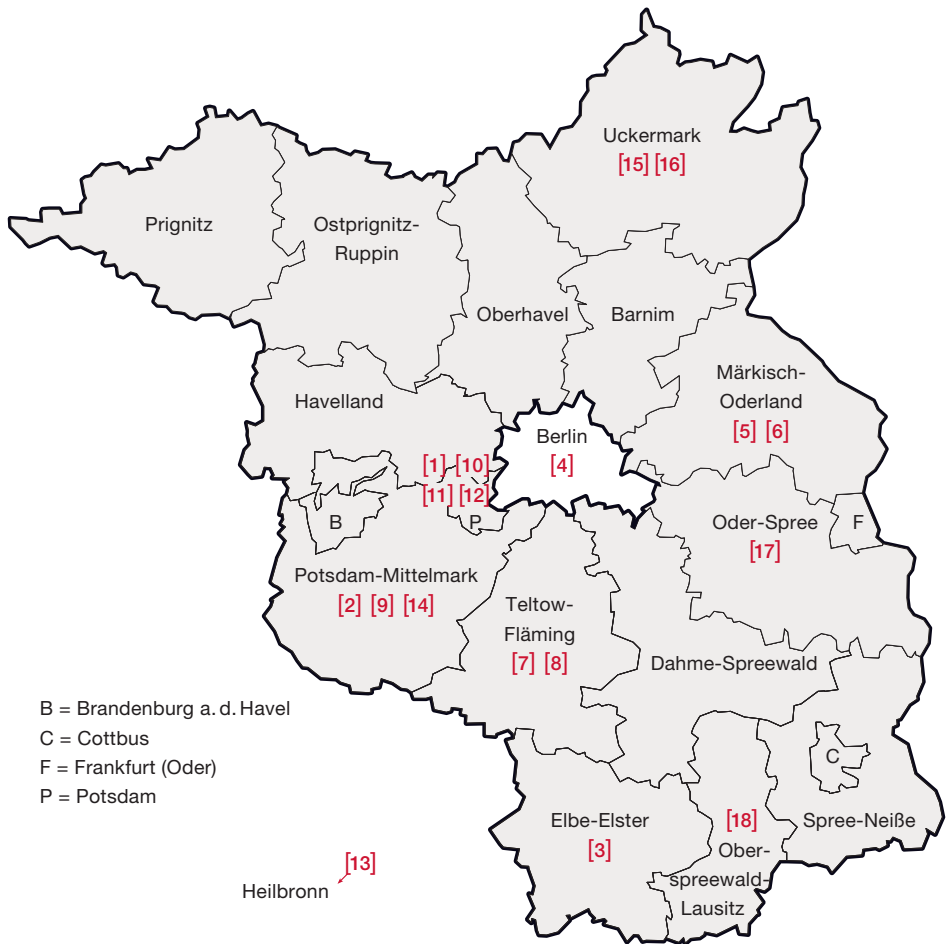 Uckermark
[15] [16]
Prignitz
Ostprignitz-
Ruppin
Oberhavel
Barnim
Märkisch-
Oderland
[5] [6]
Havelland
Berlin
[4]
[1] [10]
[11] [12]
B
P
Oder-Spree
[17]
F
Potsdam-Mittelmark
[2] [9] [14]
Teltow-
Fläming
[7] [8]
Dahme-Spreewald
B = Brandenburg a. d. Havel
C = Cottbus
F = Frankfurt (Oder)
P = Potsdam
C
Elbe-Elster
[3]
[18]
Ober-
spreewald-
Lausitz
Spree-Neiße
[13]
Heilbronn